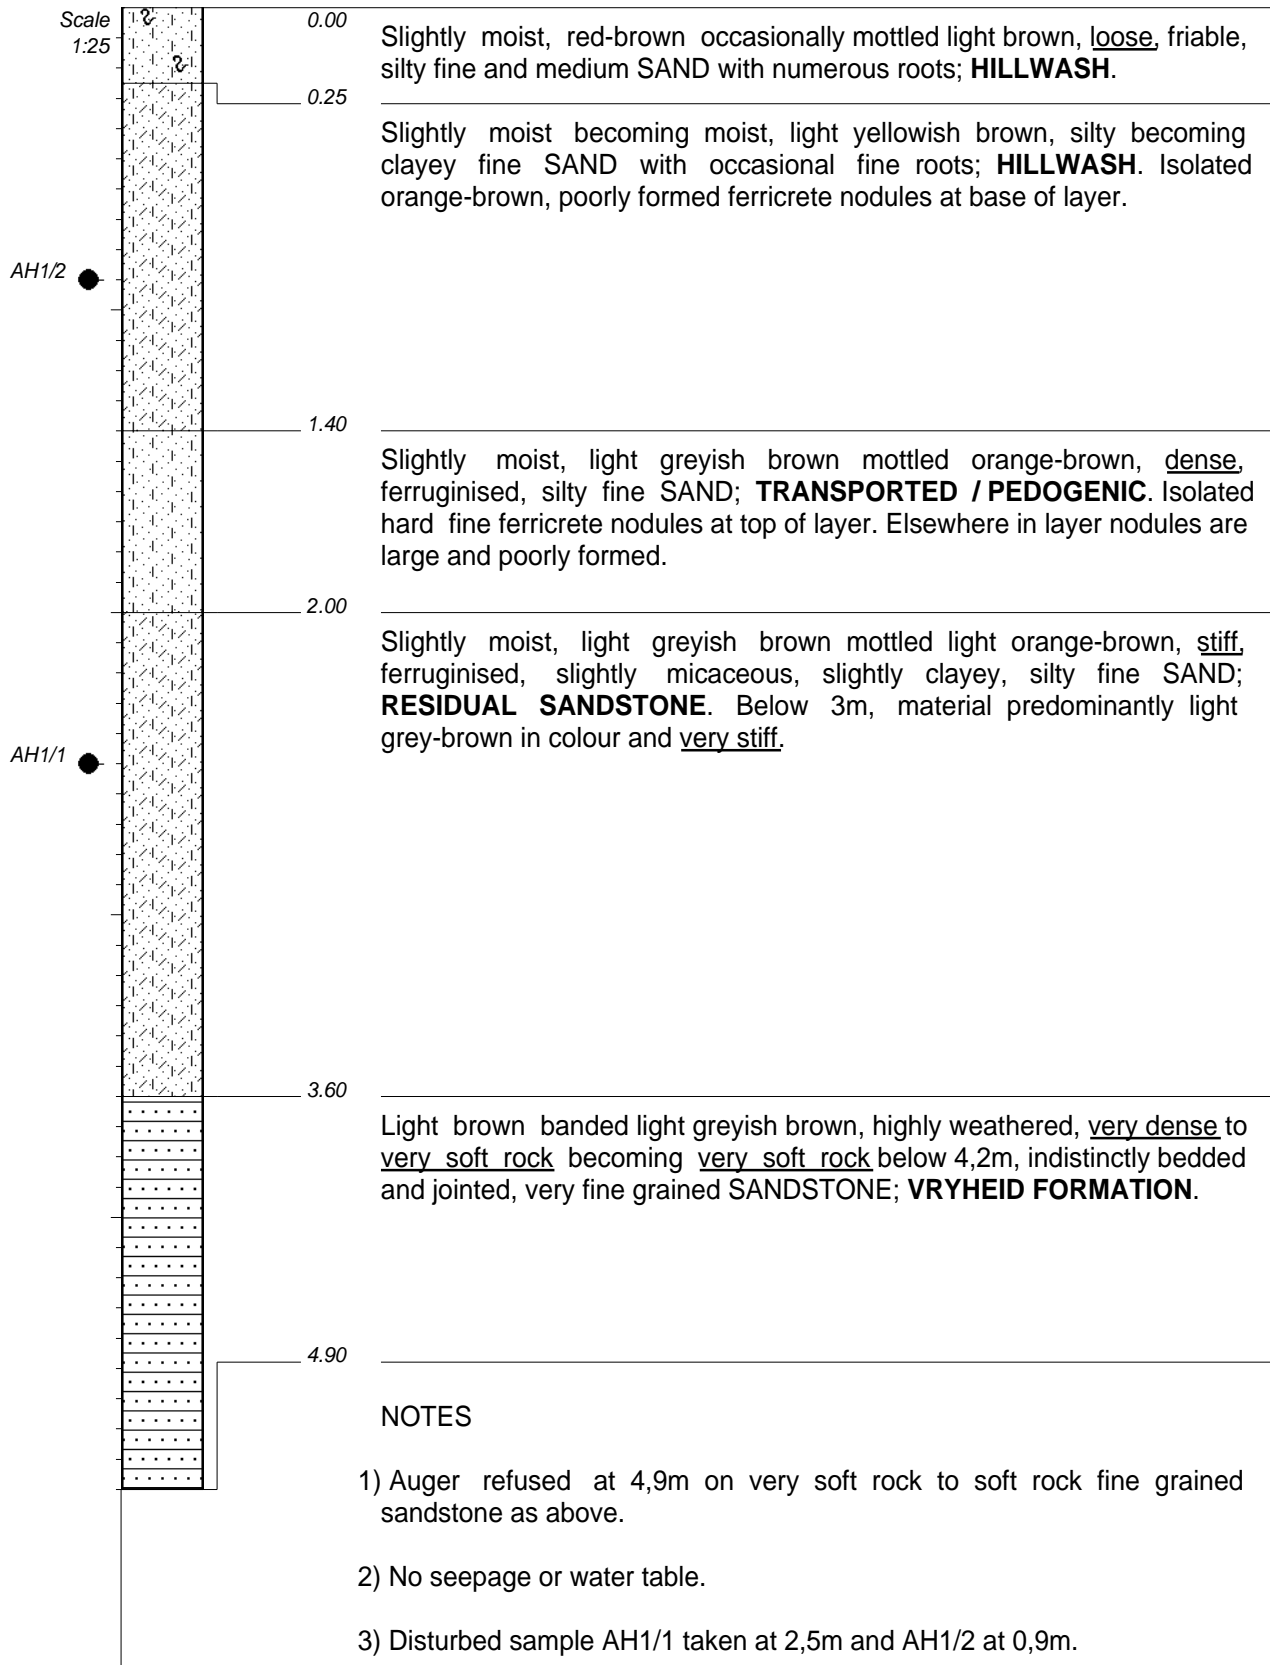 Scale
1:25
0.00
Slightly moist, red-brown occasionally mottled light brown, loose, friable,
silty fine and medium SAND with numerous roots; HILLWASH.
0.25
Slightly moist becoming moist, light yellowish brown, silty becoming
clayey fine SAND with occasional fine roots; HILLWASH. Isolated
orange-brown, poorly formed ferricrete nodules at base of layer.
AH1/2
1.40
Slightly moist, light greyish brown mottled orange-brown, dense,
ferruginised, silty fine SAND; TRANSPORTED / PEDOGENIC. Isolated
hard fine ferricrete nodules at top of layer. Elsewhere in layer nodules are
large and poorly formed.
2.00
Slightly moist, light greyish brown mottled light orange-brown, stiff,
ferruginised, slightly micaceous, slightly clayey, silty fine SAND;
RESIDUAL SANDSTONE. Below 3m, material predominantly light
grey-brown in colour and very stiff.
AH1/1
3.60
Light brown banded light greyish brown, highly weathered, very dense to
very soft rock becoming very soft rock below 4,2m, indistinctly bedded
and jointed, very fine grained SANDSTONE; VRYHEID FORMATION.
4.90
NOTES
1) Auger refused at 4,9m on very soft rock to soft rock fine grained
sandstone as above.
2) No seepage or water table.
3) Disturbed sample AH1/1 taken at 2,5m and AH1/2 at 0,9m.